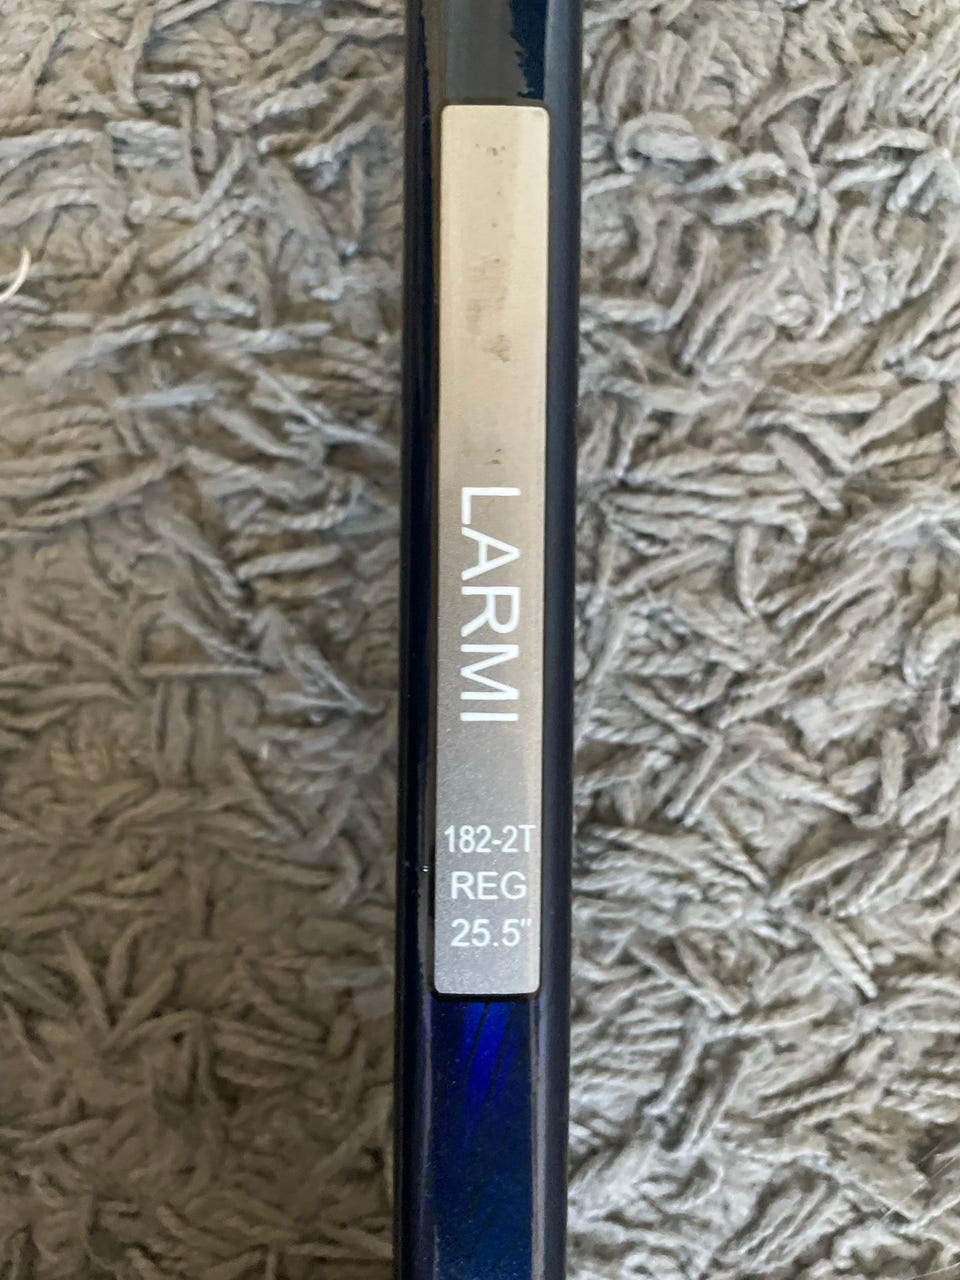 LARMI
182-2T
REG
25.5"